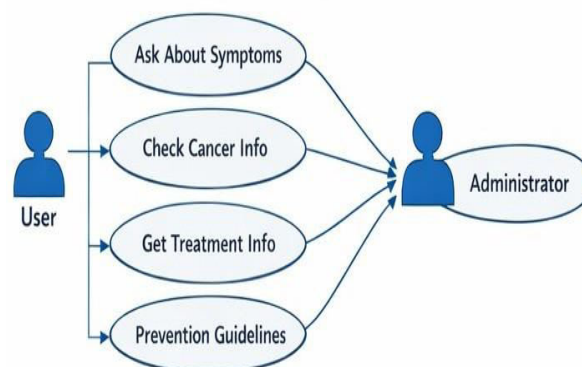 Ask About Symptoms
Check Cancer Info
Administrator
User
Get Treatment Info
Prevention Guidelines